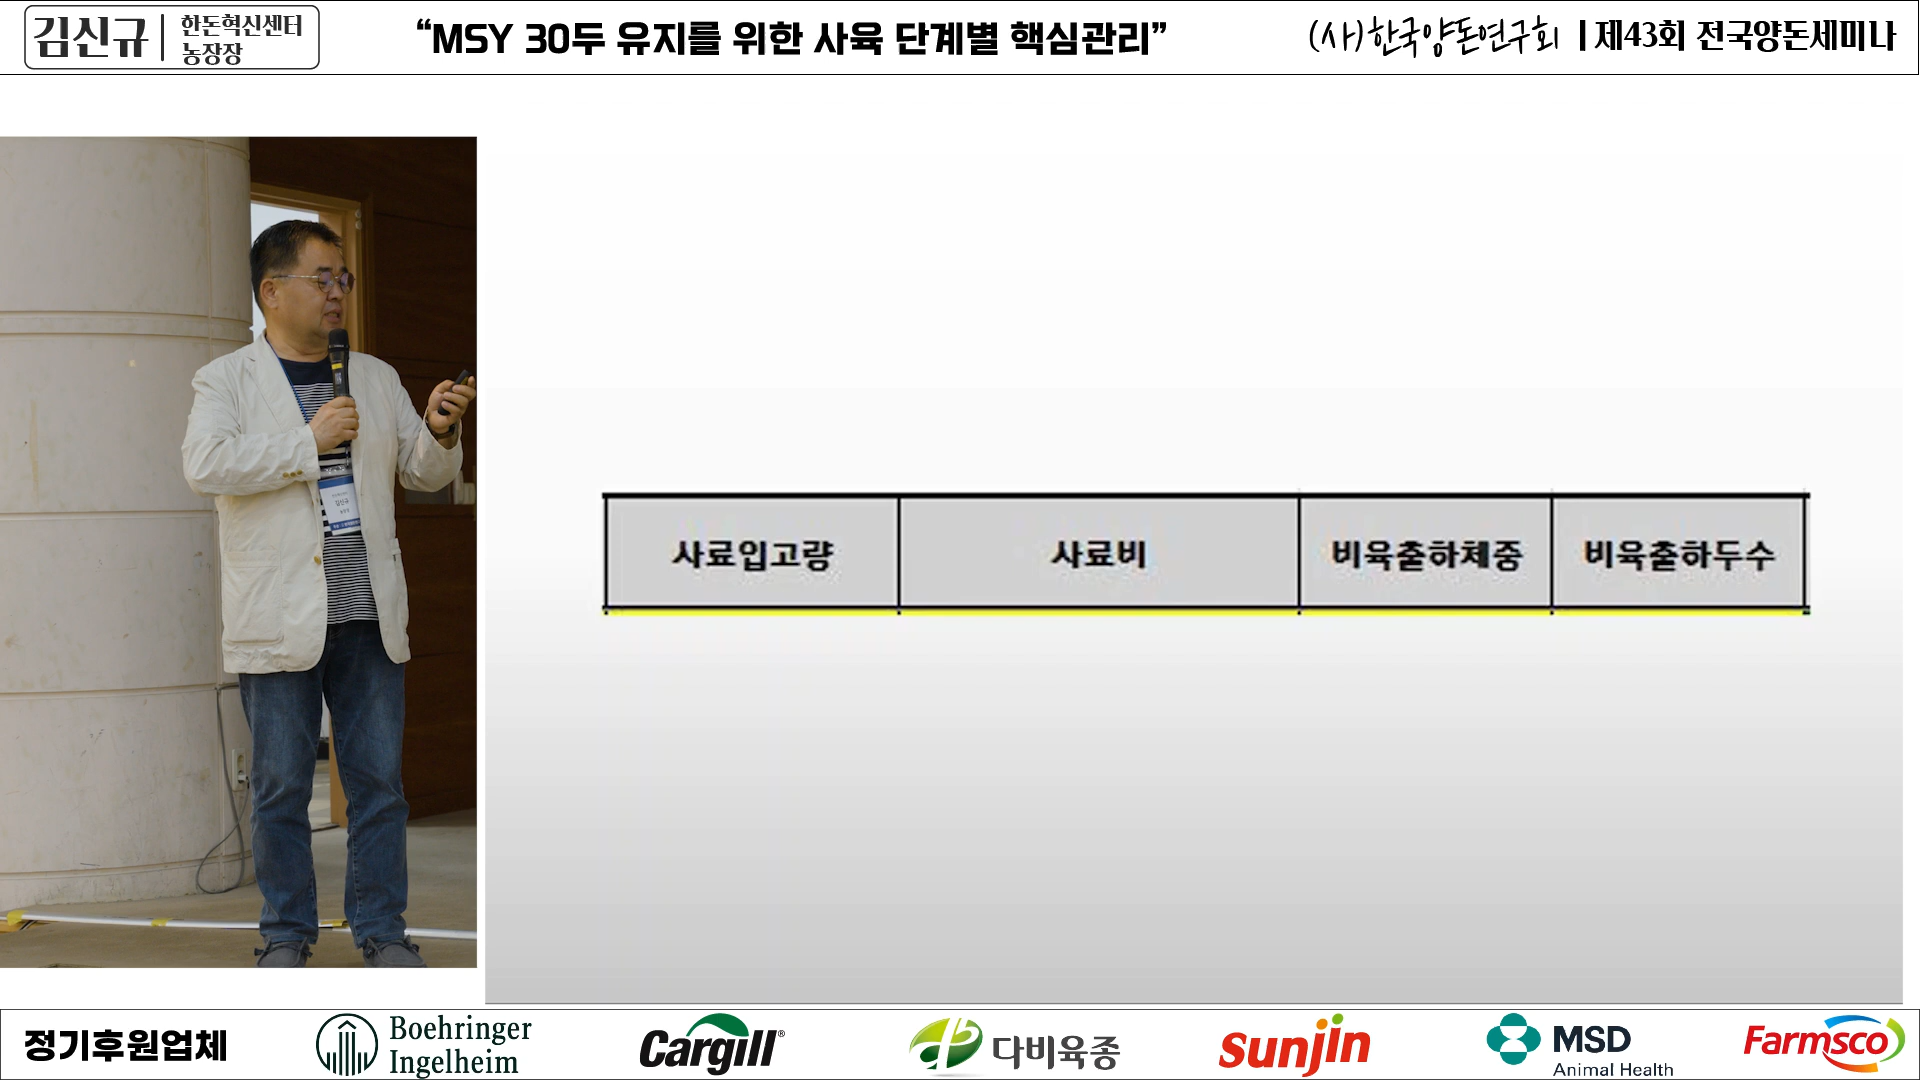 김신규
한돈혁신센터
농장장
“MSY 30두 유지를 위한 사육 단계별 핵심관리”
(사)한국양돈연구회 | 제43회 전국양돈세미나
사료입고량
사료비
비육출하체중
비육출하두수
김신규
정기후원업체
Boehringer
Ingelheim
Cargill®
다비육종
Sunjin
MSD
Animal Health
Farmsco